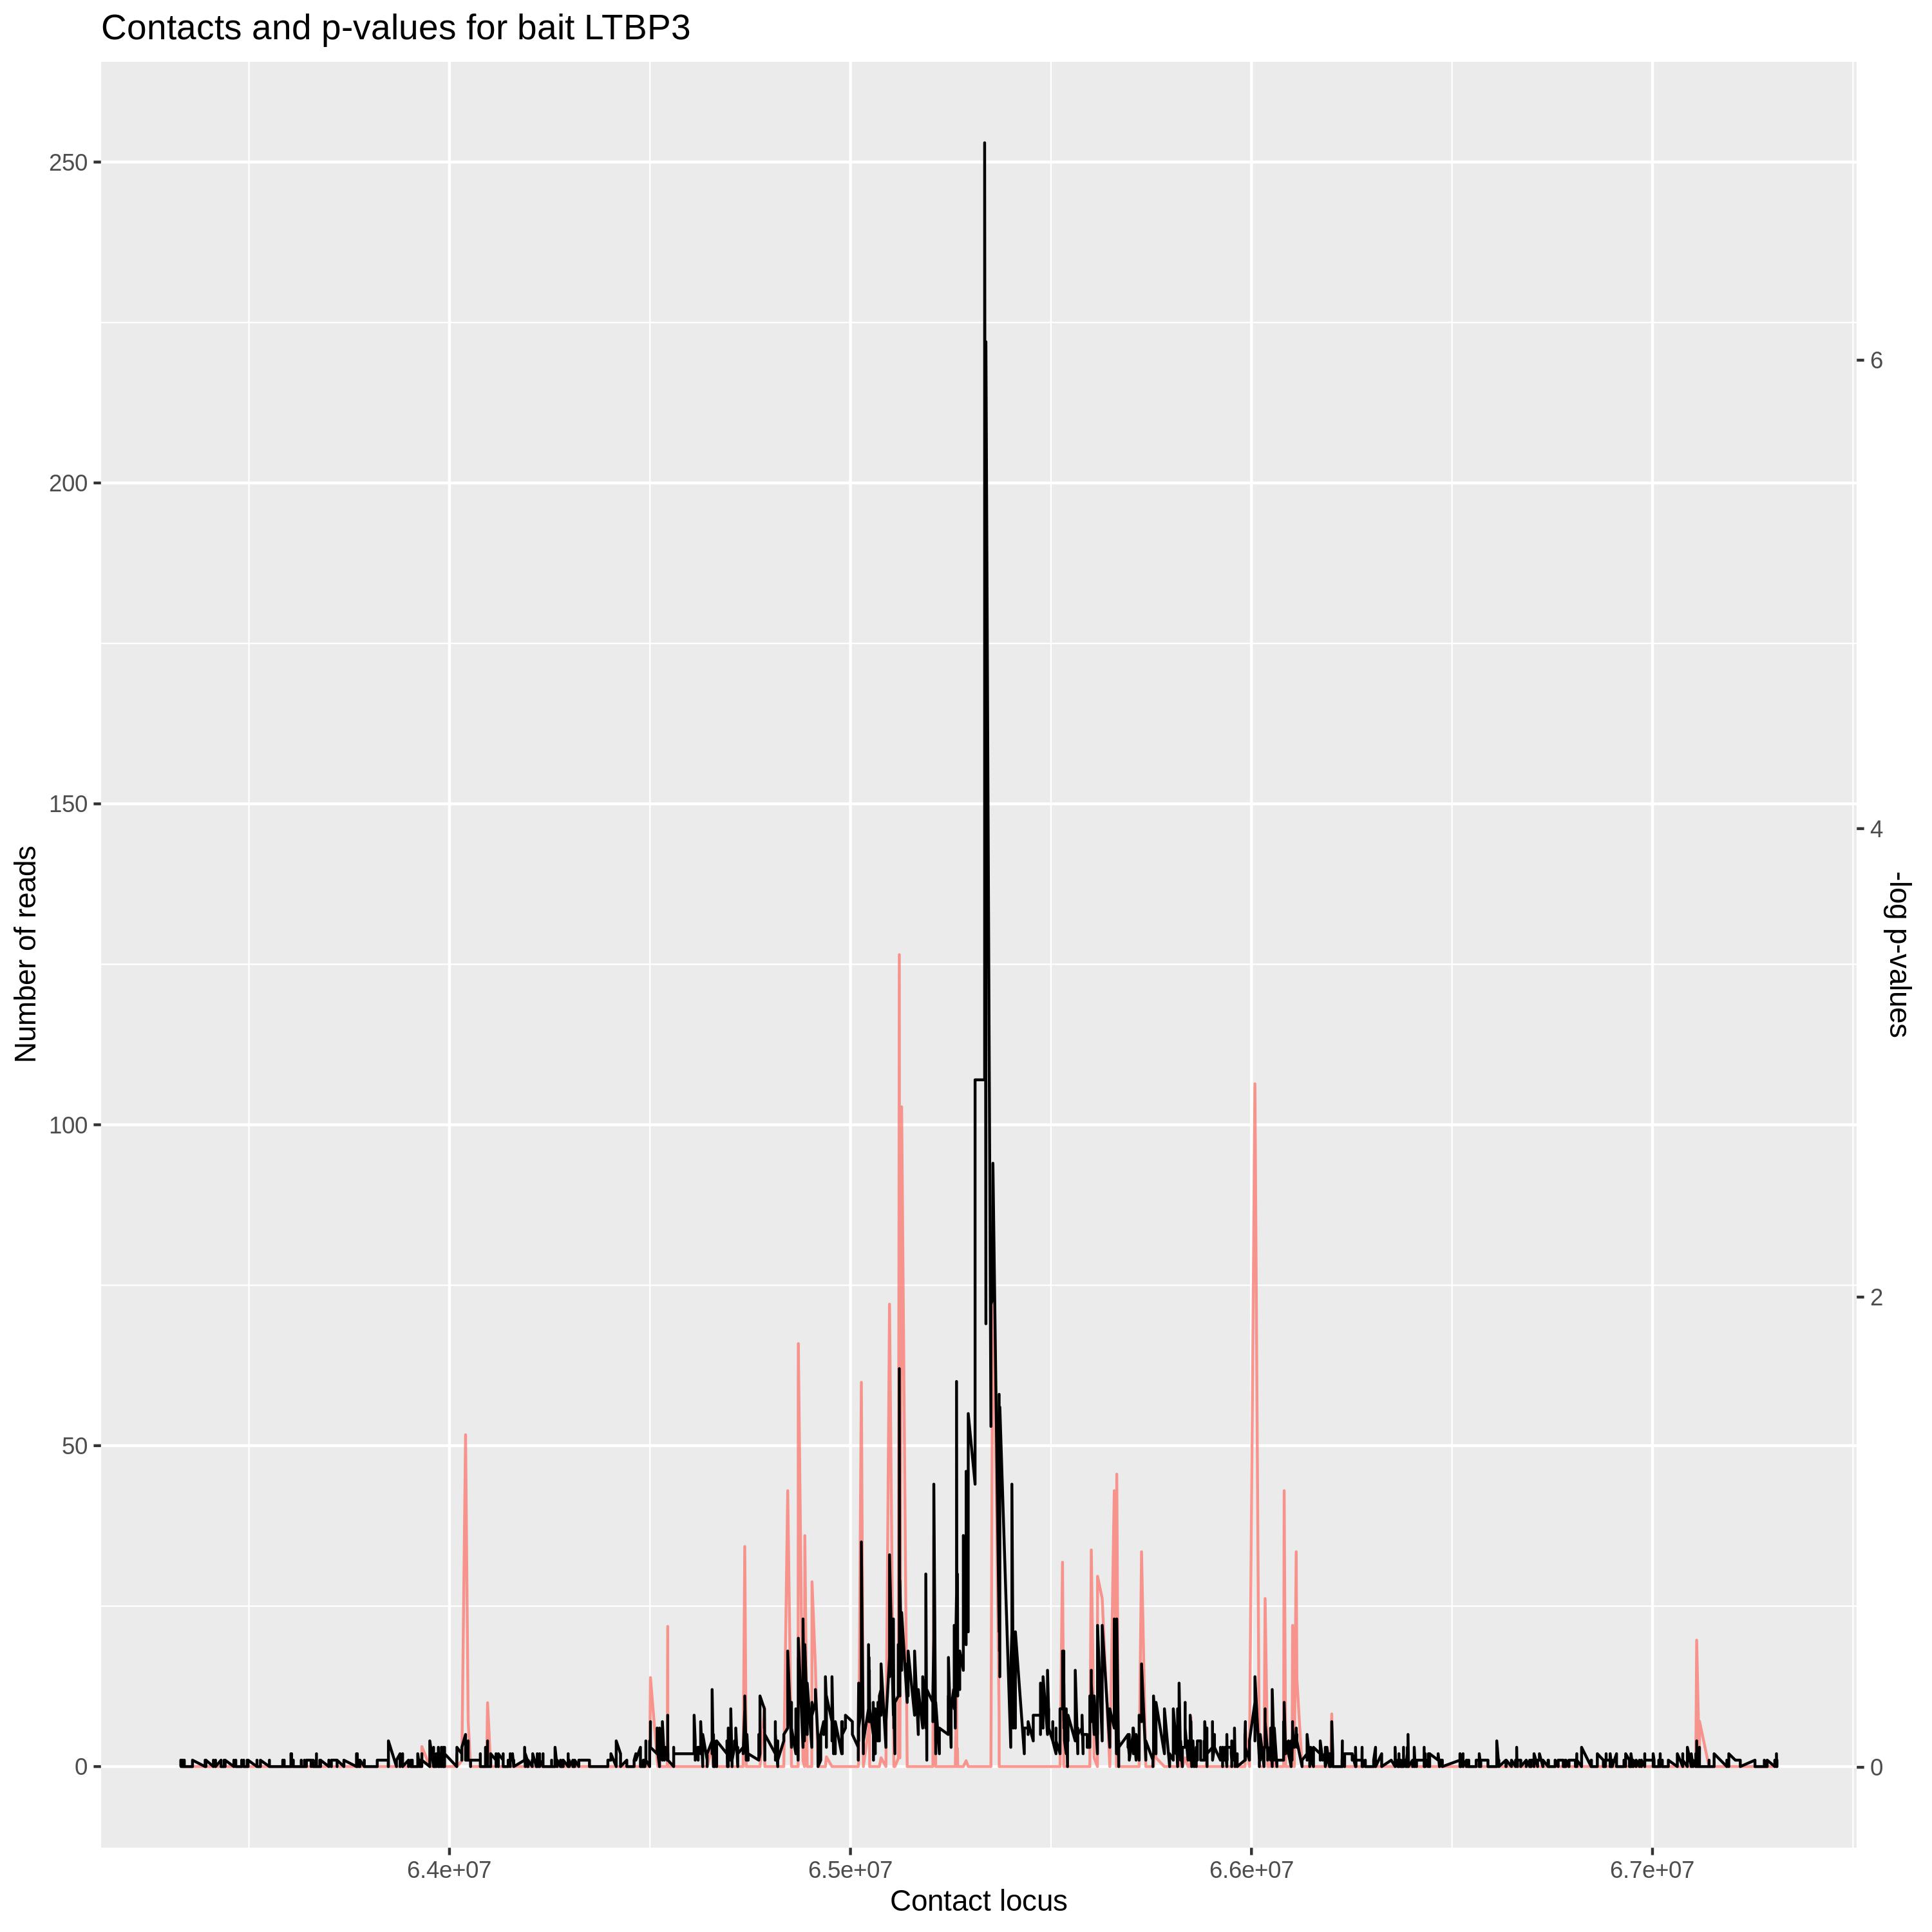 Contacts and p-values for bait LTBP3
250
200
150
100
50
0
Number of reads
6
4
2
0
-log p-values
6.4e+07 6.5e+07 6.6e+07 6.7e+07
Contact locus